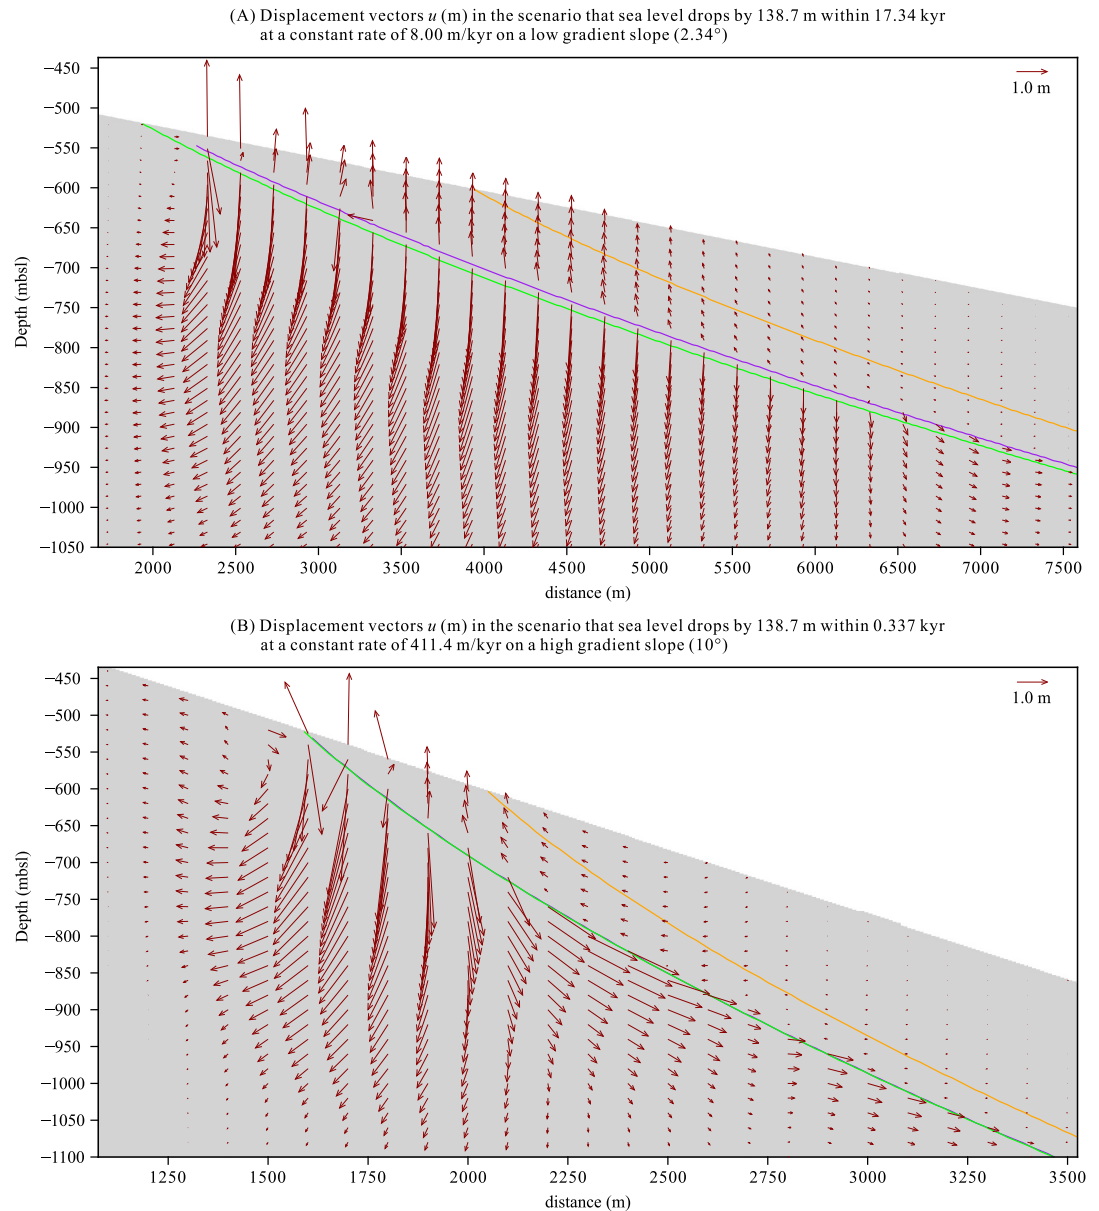 (A) Displacement vectors u (m) in the scenario that sea level drops by 138.7 m within 17.34 kyr
at a constant rate of 8.00 m/kyr on a low gradient slope (2.34°)
1.0 m
Depth (mbsl)
−450
−500
−550
−600
−650
−700
−750
−800
−850
−900
−950
−1000
−1050
2000 2500 3000 3500 4000 4500 5000 5500 6000 6500 7000 7500
distance (m)
(B) Displacement vectors u (m) in the scenario that sea level drops by 138.7 m within 0.337 kyr
at a constant rate of 411.4 m/kyr on a high gradient slope (10°)
1.0 m
Depth (mbsl)
−450
−500
−550
−600
−650
−700
−750
−800
−850
−900
−950
−1000
−1050
−1100
1250 1500 1750 2000 2250 2500 2750 3000 3250 3500
distance (m)